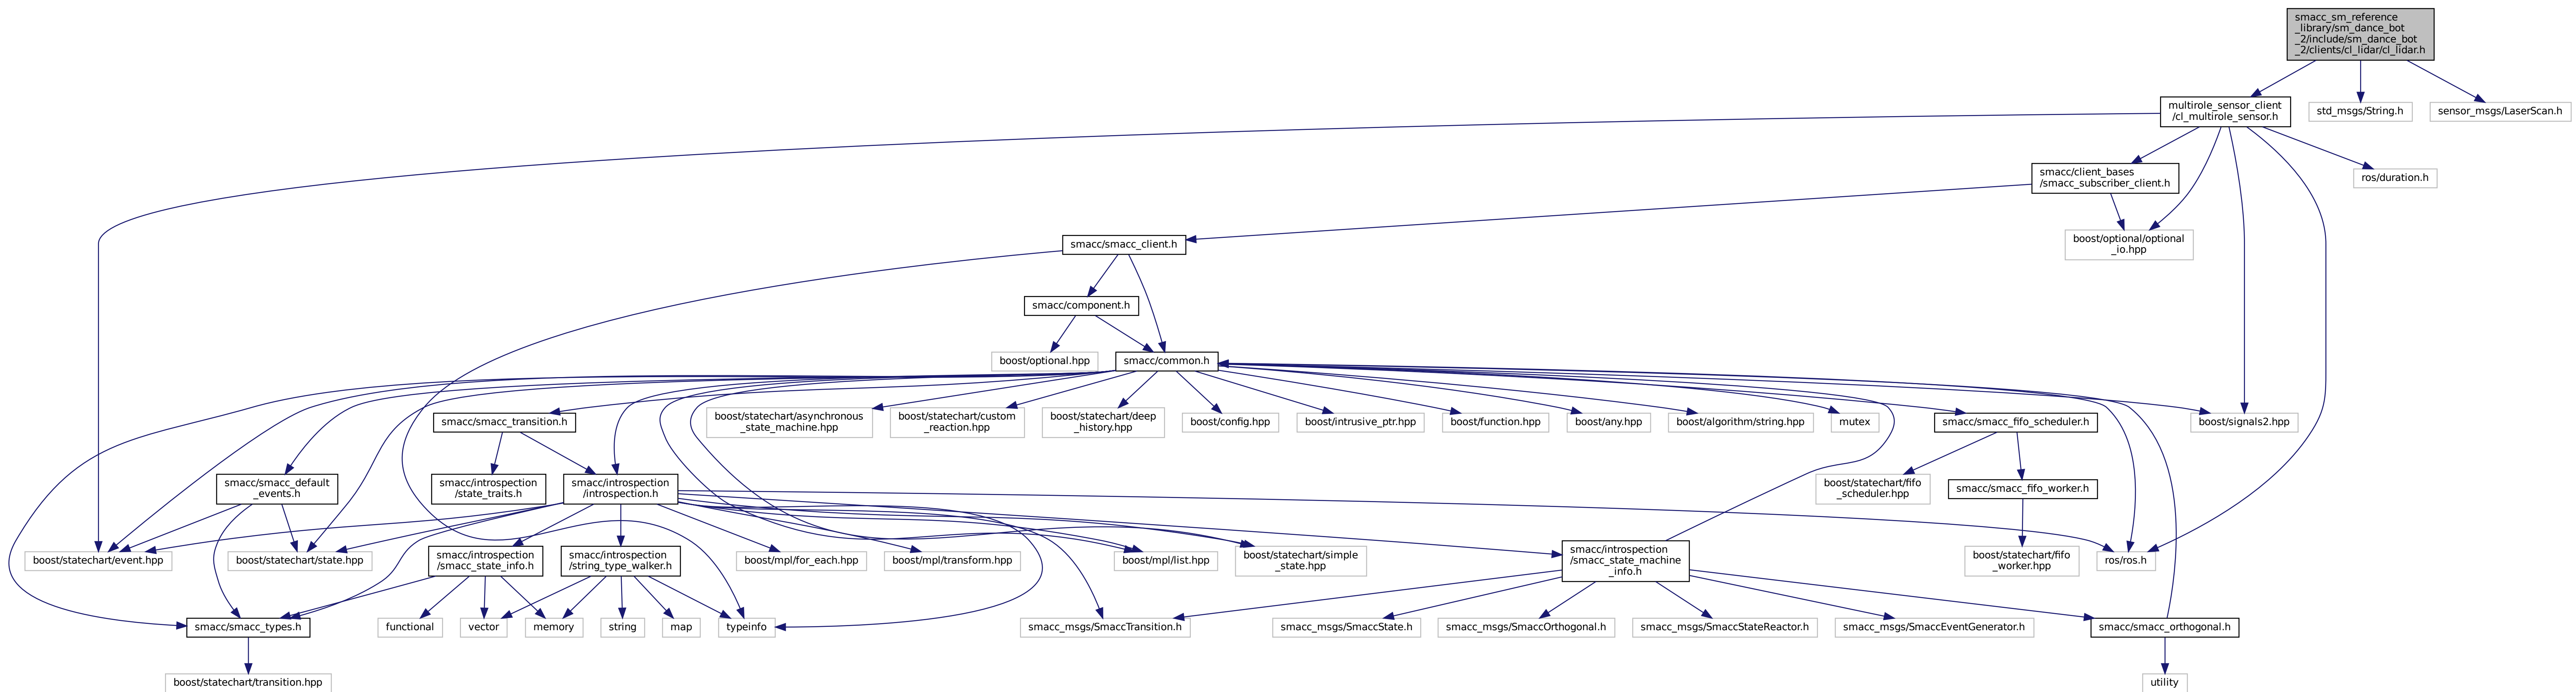 smacc_sm_reference
_library/sm_dance_bot
_2/include/sm_dance_bot
_2/clients/cl_lidar/cl_lidar.h
multirole_sensor_client
/cl_multirole_sensor.h
std_msgs/String.h
sensor_msgs/LaserScan.h
smacc/client_bases
/smacc_subscriber_client.h
ros/duration.h
smacc/smacc_client.h
boost/optional/optional
_io.hpp
smacc/component.h
boost/optional.hpp
smacc/common.h
smacc/smacc_transition.h
boost/statechart/asynchronous
_state_machine.hpp
boost/statechart/custom
_reaction.hpp
boost/statechart/deep
_history.hpp
boost/config.hpp
boost/intrusive_ptr.hpp
boost/function.hpp
boost/any.hpp
boost/algorithm/string.hpp
mutex
smacc/smacc_fifo_scheduler.h
boost/signals2.hpp
smacc/smacc_default
_events.h
smacc/introspection
/state_traits.h
smacc/introspection
/introspection.h
boost/statechart/fifo
_scheduler.hpp
smacc/smacc_fifo_worker.h
boost/statechart/event.hpp
boost/statechart/state.hpp
smacc/introspection
/smacc_state_info.h
smacc/introspection
/string_type_walker.h
boost/mpl/for_each.hpp
boost/mpl/transform.hpp
boost/mpl/list.hpp
boost/statechart/simple
_state.hpp
smacc/introspection
/smacc_state_machine
_info.h
boost/statechart/fifo
_worker.hpp
ros/ros.h
smacc/smacc_types.h
functional
vector
memory
string
map
typeinfo
smacc_msgs/SmaccTransition.h
smacc_msgs/SmaccState.h
smacc_msgs/SmaccOrthogonal.h
smacc_msgs/SmaccStateReactor.h
smacc_msgs/SmaccEventGenerator.h
smacc/smacc_orthogonal.h
boost/statechart/transition.hpp
utility